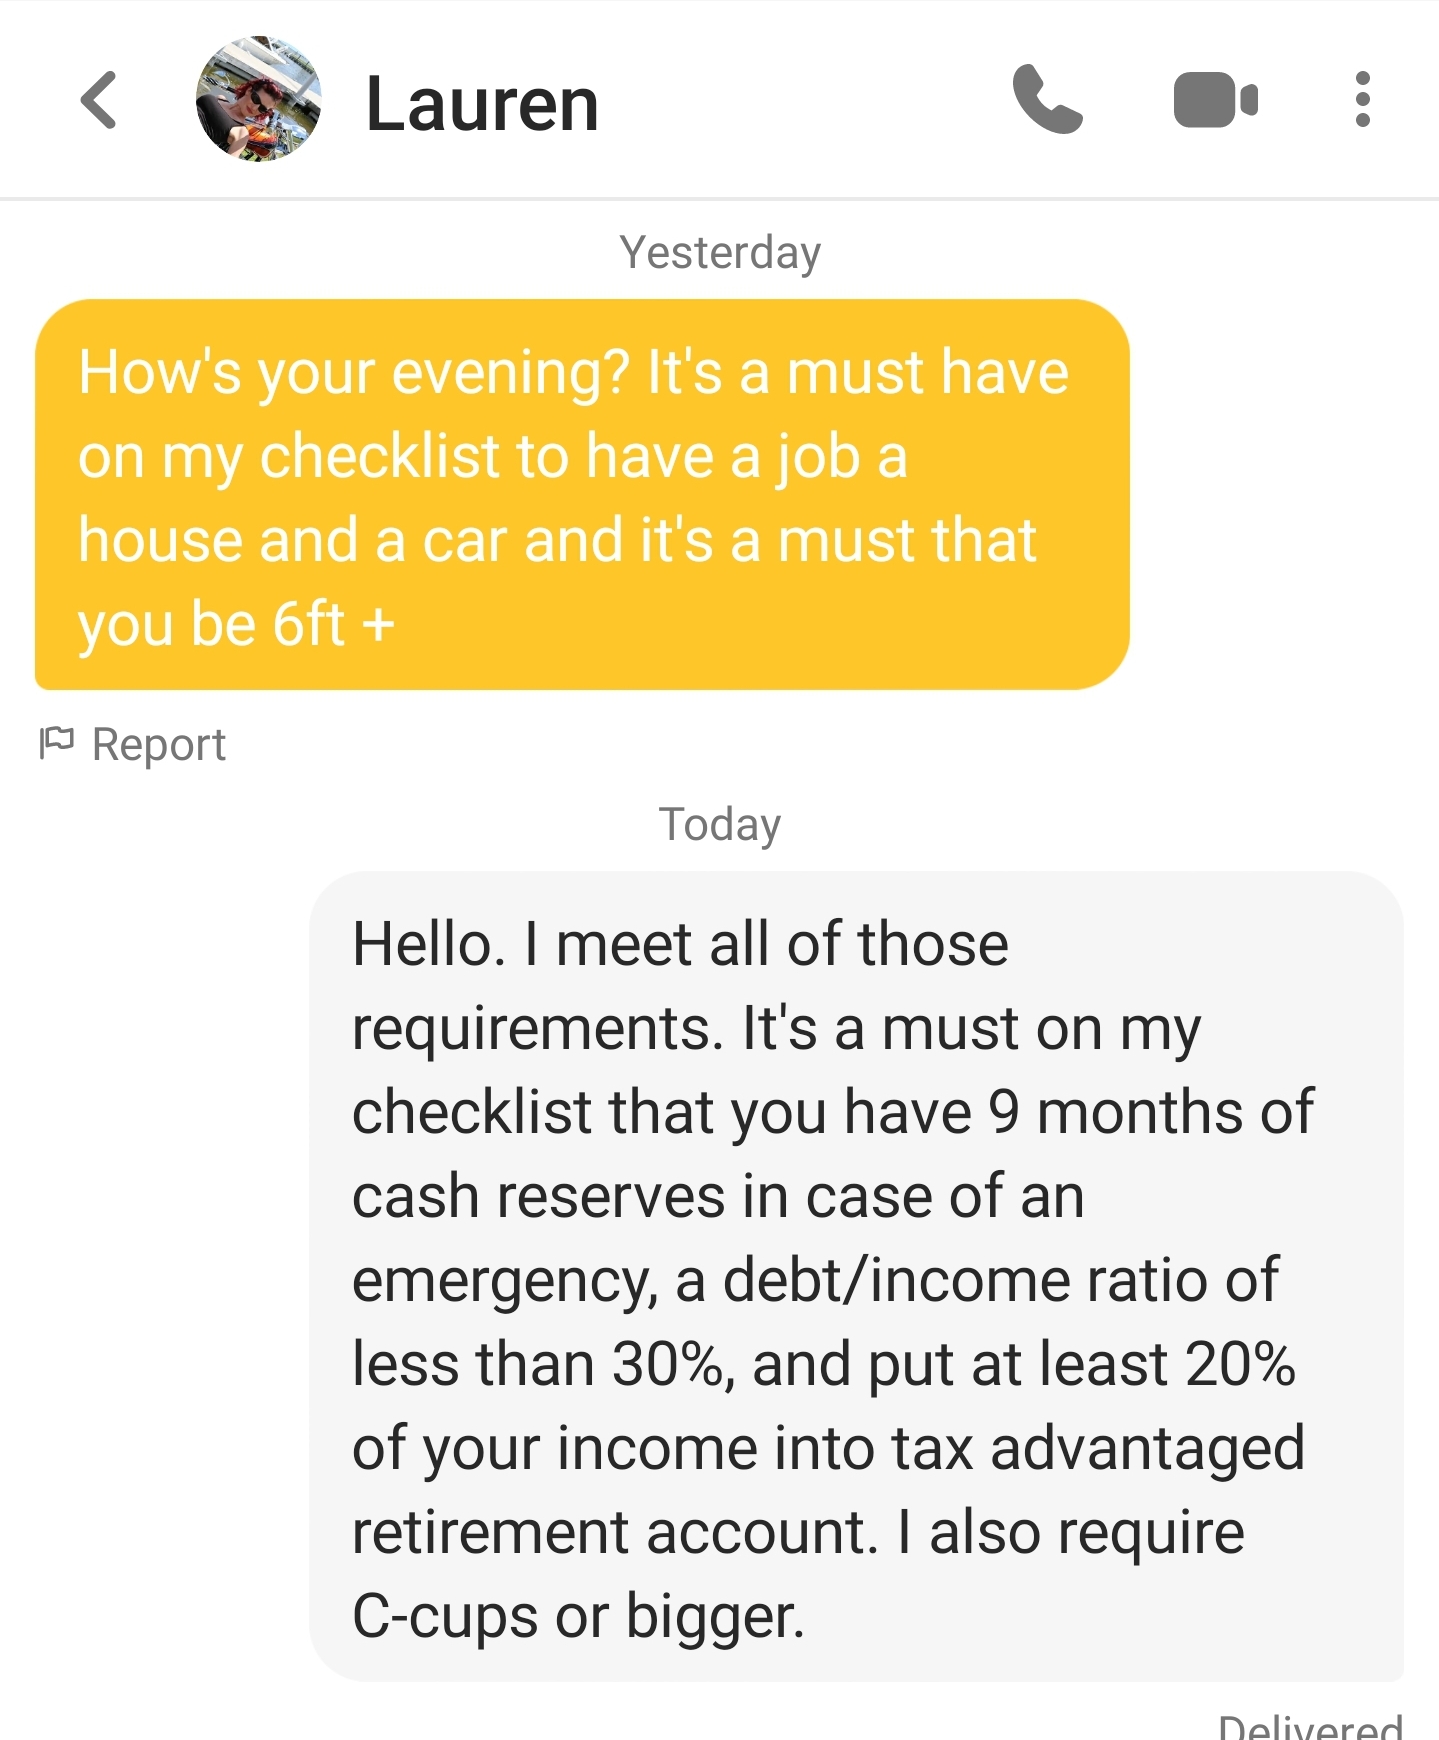 Lauren
Yesterday
How's your evening? It's a must have
on my checklist to have a job a
house and a car and it's a must that
you be 6ft +
Report
Today
Hello. I meet all of those
requirements. It's a must on my
checklist that you have 9 months of
cash reserves in case of an
emergency, a debt/income ratio of
less than 30%, and put at least 20%
of your income into tax advantaged
retirement account. I also require
C-cups or bigger.
Delivered